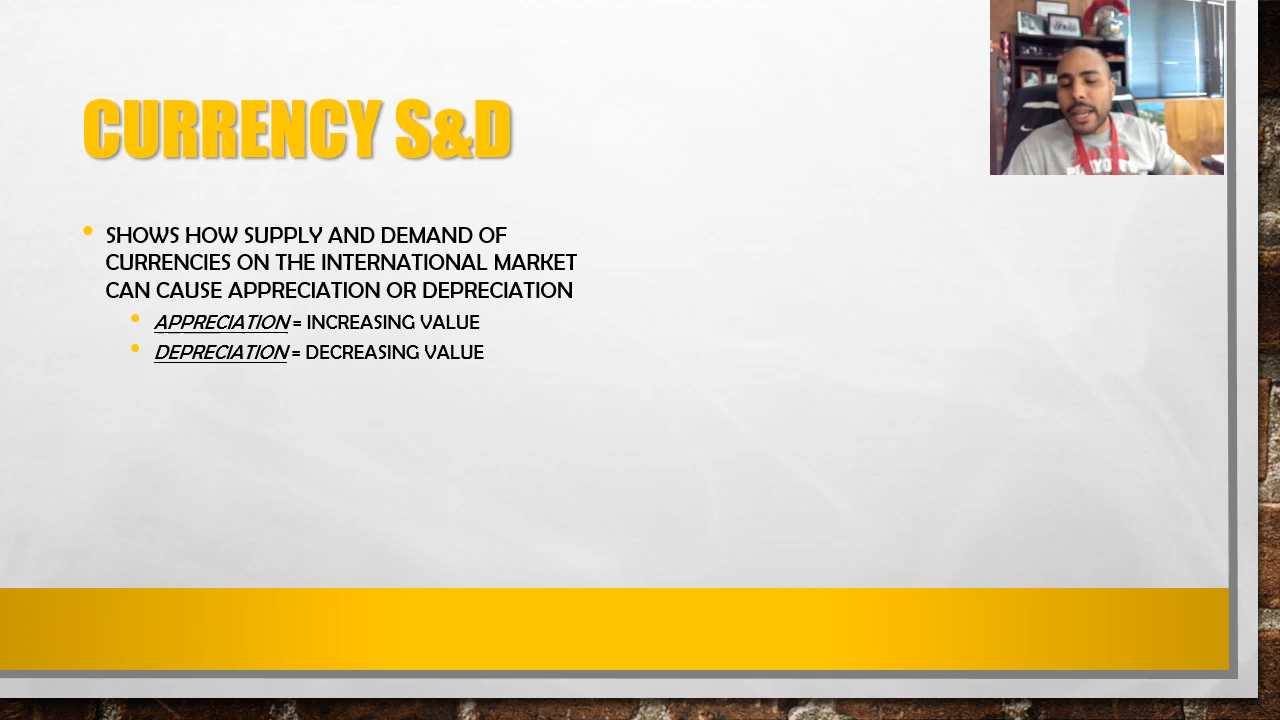 CURRENCY S&D
SHOWS HOW SUPPLY AND DEMAND OF
CURRENCIES ON THE INTERNATIONAL MARKET
CAN CAUSE APPRECIATION OR DEPRECIATION
APPRECIATION = INCREASING VALUE
DEPRECIATION = DECREASING VALUE